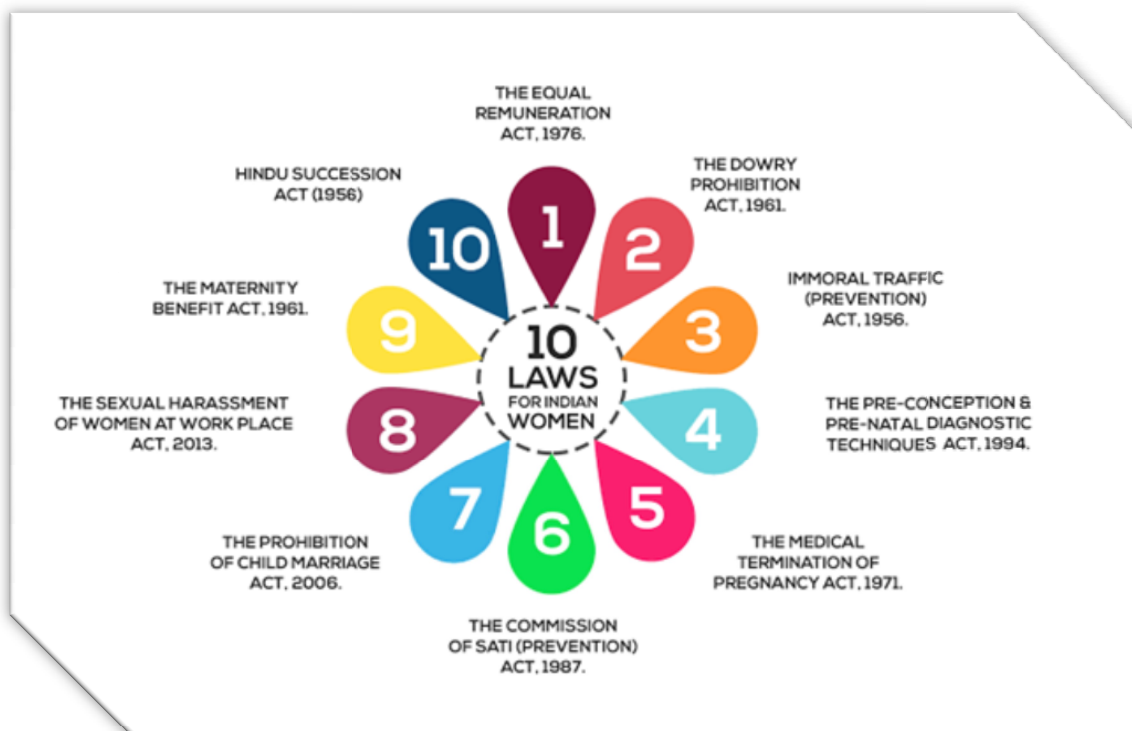 10
LAWS
FOR INDIAN
WOMEN
1
THE EQUAL
REMUNERATION
ACT, 1976.
2
THE DOWRY
PROHIBITION
ACT, 1961.
3
IMMORAL TRAFFIC
(PREVENTION)
ACT, 1956.
4
THE PRE-CONCEPTION &
PRE-NATAL DIAGNOSTIC
TECHNIQUES ACT, 1994.
5
THE MEDICAL
TERMINATION OF
PREGNANCY ACT, 1971.
6
THE COMMISSION
OF SATI (PREVENTION)
ACT, 1987.
7
THE PROHIBITION
OF CHILD MARRIAGE
ACT, 2006.
8
THE SEXUAL HARASSMENT
OF WOMEN AT WORK PLACE
ACT, 2013.
9
THE MATERNITY
BENEFIT ACT, 1961.
10
HINDU SUCCESSION
ACT (1956)